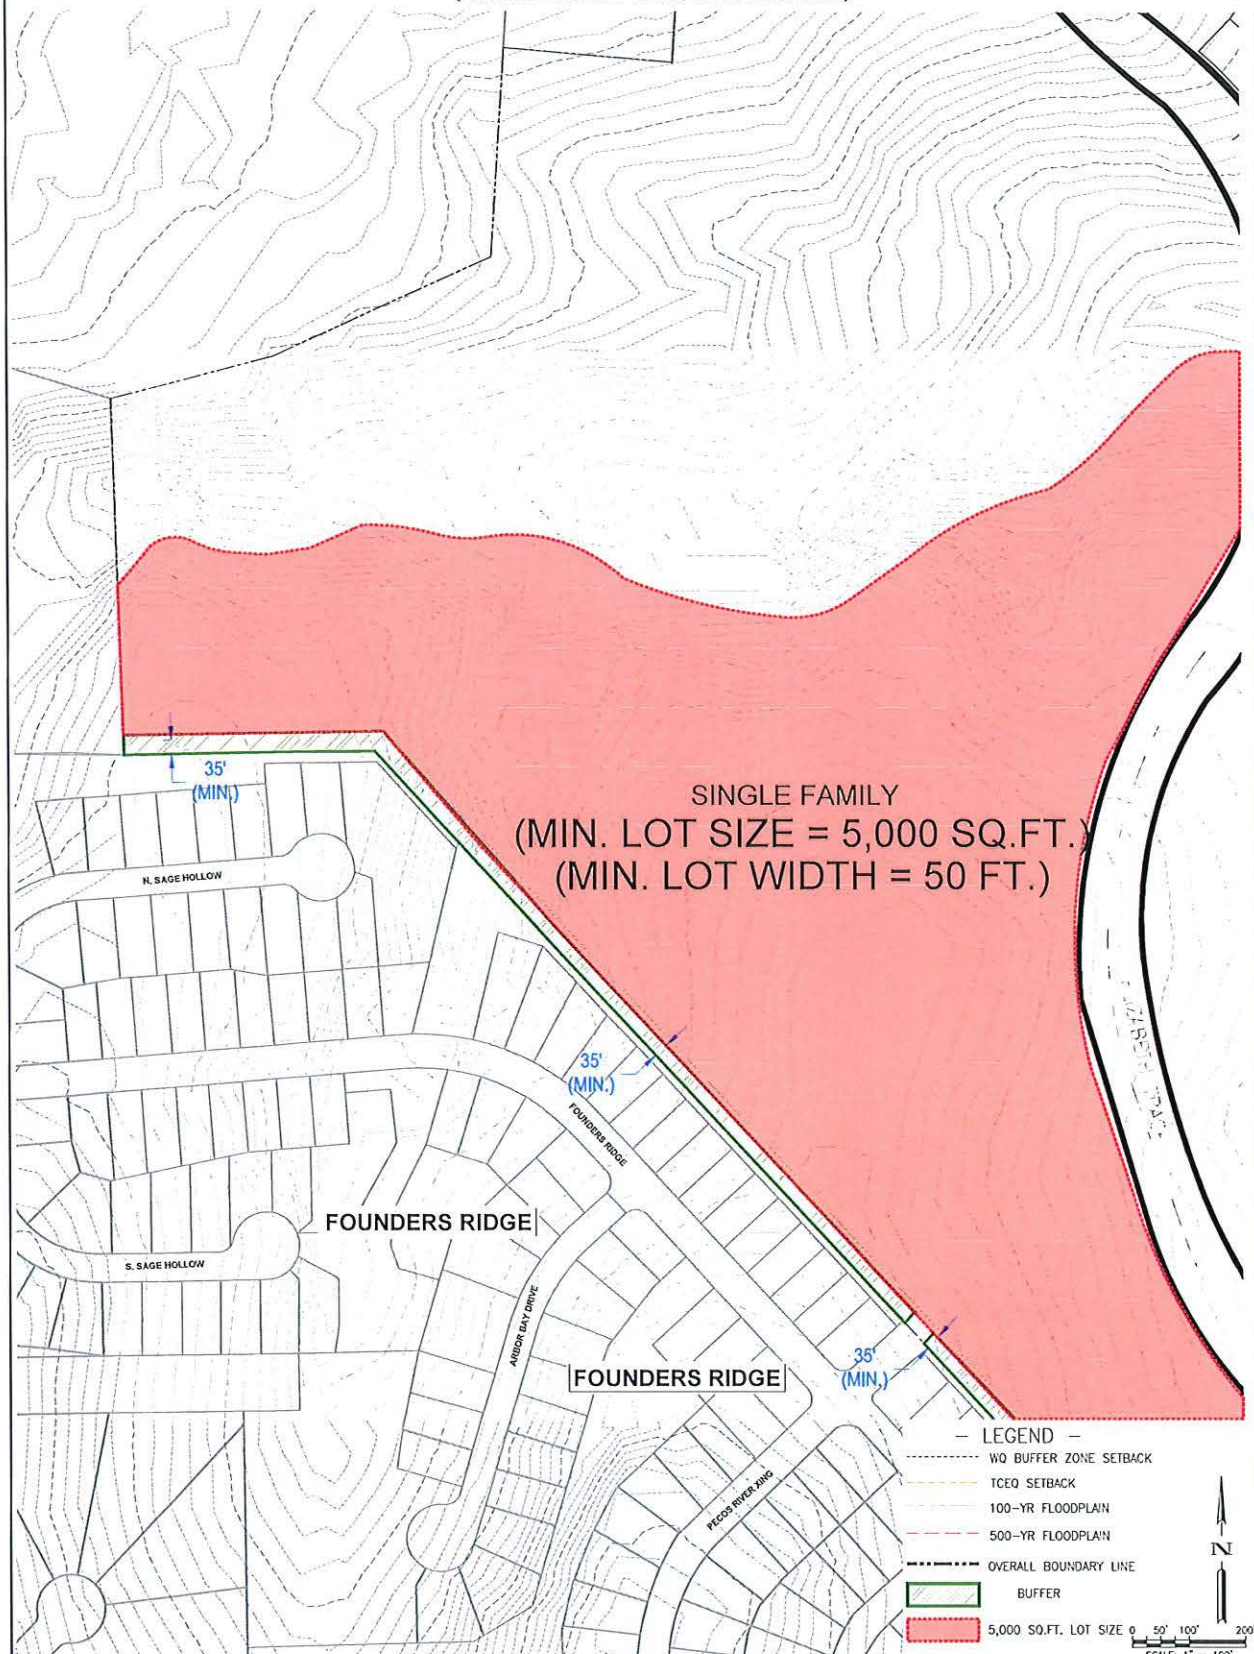 35'
(MIN.)
SINGLE FAMILY
(MIN. LOT SIZE = 5,000 SQ.FT.)
(MIN. LOT WIDTH = 50 FT.)
N. SAGE HOLLOW
35'
(MIN.)
FOUNDERS RIDGE
FOUNDERS RIDGE
S. SAGE HOLLOW
ARBOR BAY DRIVE
FOUNDERS RIDGE
35'
(MIN.)
PECOS RIVER XING
– LEGEND –
WQ BUFFER ZONE SETBACK
TCEQ SETBACK
100-YR FLOODPLAIN
500-YR FLOODPLAIN
OVERALL BOUNDARY LINE
BUFFER
5,000 SQ.FT. LOT SIZE
N
0 50' 100' 200'